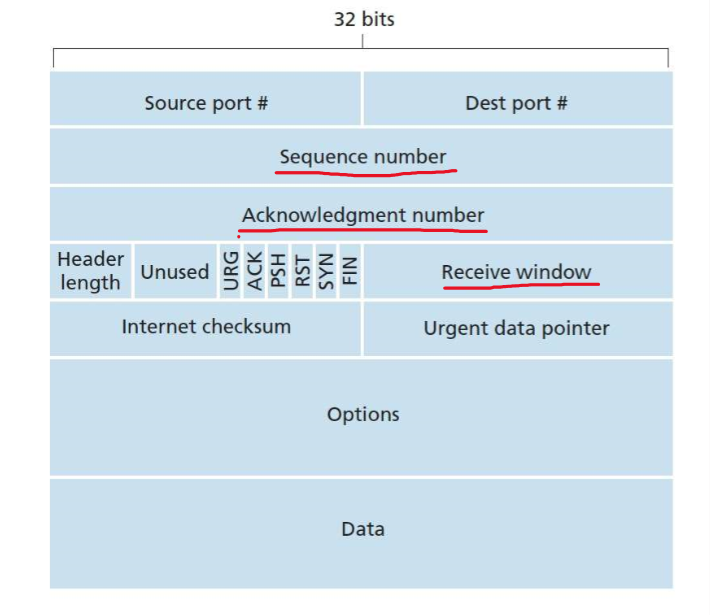 32 bits
Source port #
Dest port #
Sequence number
Acknowledgment number
Header
length
Unused
URG
ACK
PSH
RST
SYN
FIN
Receive window
Internet checksum
Urgent data pointer
Options
Data